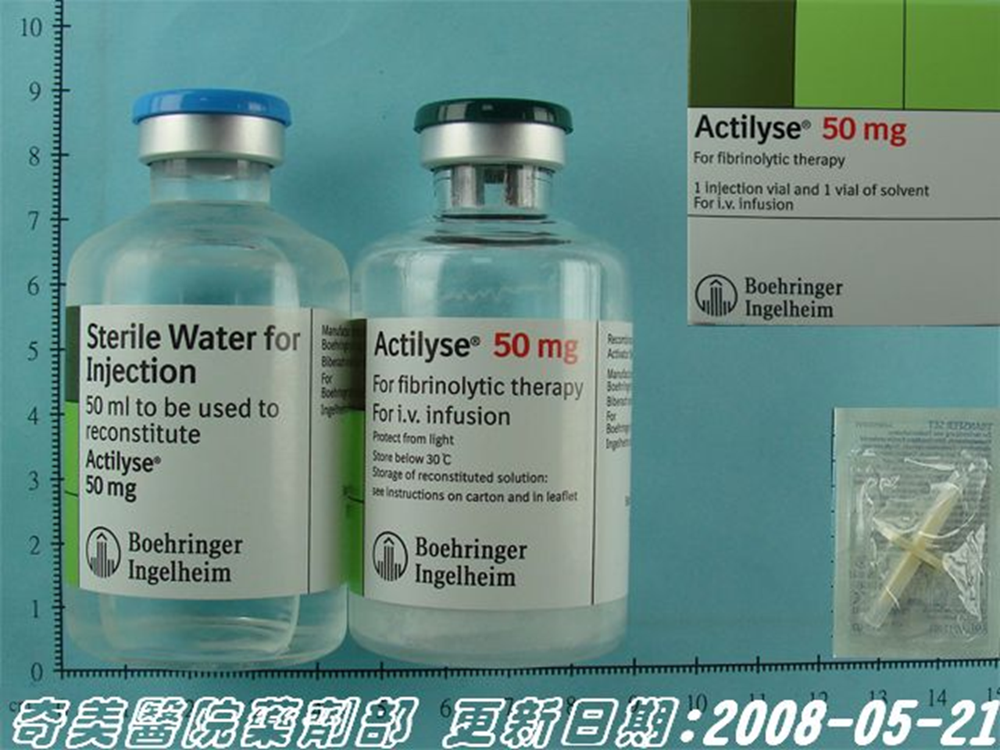 10
9
8
7
6
5
4
3
2
1
0
Sterile Water for
Injection
50 ml to be used to
reconstitute
Actilyse®
50 mg
Boehringer
Ingelheim
Actilyse® 50 mg
For fibrinolytic therapy
For i.v. infusion
Protect from light
Store below 30℃
Storage of reconstituted solution:
see instructions on carton and in leaflet
Boehringer
Ingelheim
For
Actilyse® 50 mg
For fibrinolytic therapy
1 injection vial and 1 vial of solvent
For i.v. infusion
Boehringer
Ingelheim
TRANSFER SET
10 11 12 13 14
奇美醫院藥劑部 更新日期:2008-05-21